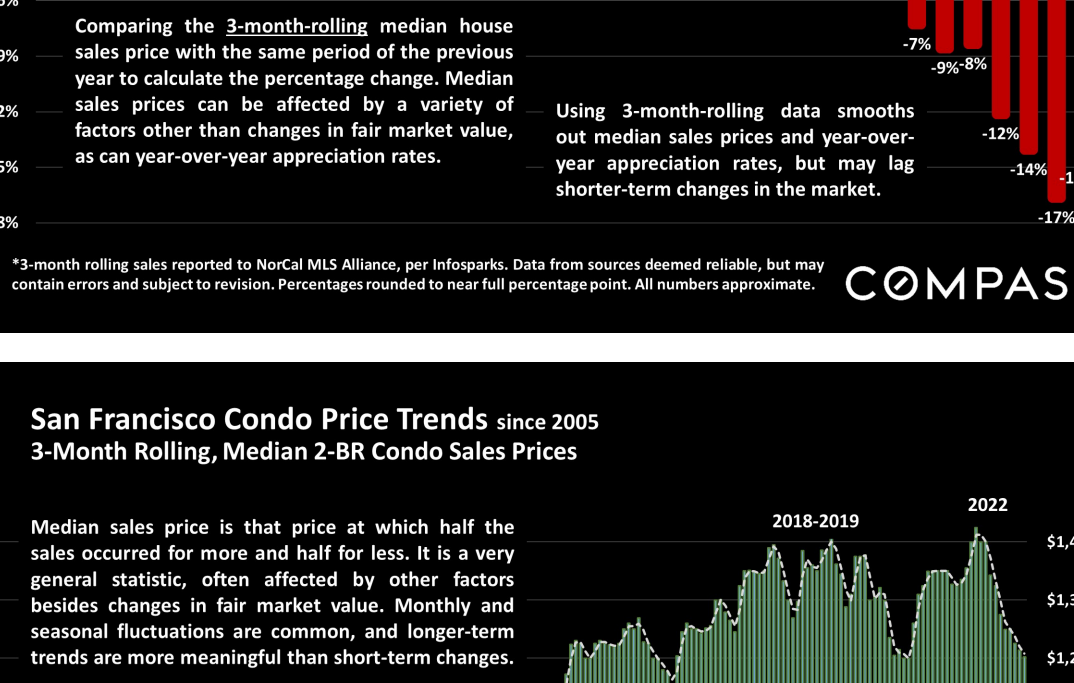 Comparing the 3-month-rolling median house
sales price with the same period of the previous
year to calculate the percentage change. Median
sales prices can be affected by a variety of
factors other than changes in fair market value,
as can year-over-year appreciation rates.
Using 3-month-rolling data smooths
out median sales prices and year-over-
year appreciation rates, but may lag
shorter-term changes in the market.
-7%
-9%
-8%
-12%
-14%
-17%
*3-month rolling sales reported to NorCal MLS Alliance, per Infosparks. Data from sources deemed reliable, but may
contain errors and subject to revision. Percentages rounded to near full percentage point. All numbers approximate.
COMPAS
San Francisco Condo Price Trends since 2005
3-Month Rolling, Median 2-BR Condo Sales Prices
Median sales price is that price at which half the
sales occurred for more and half for less. It is a very
general statistic, often affected by other factors
besides changes in fair market value. Monthly and
seasonal fluctuations are common, and longer-term
trends are more meaningful than short-term changes.
2018-2019
2022
$1,4
$1,3
$1,2